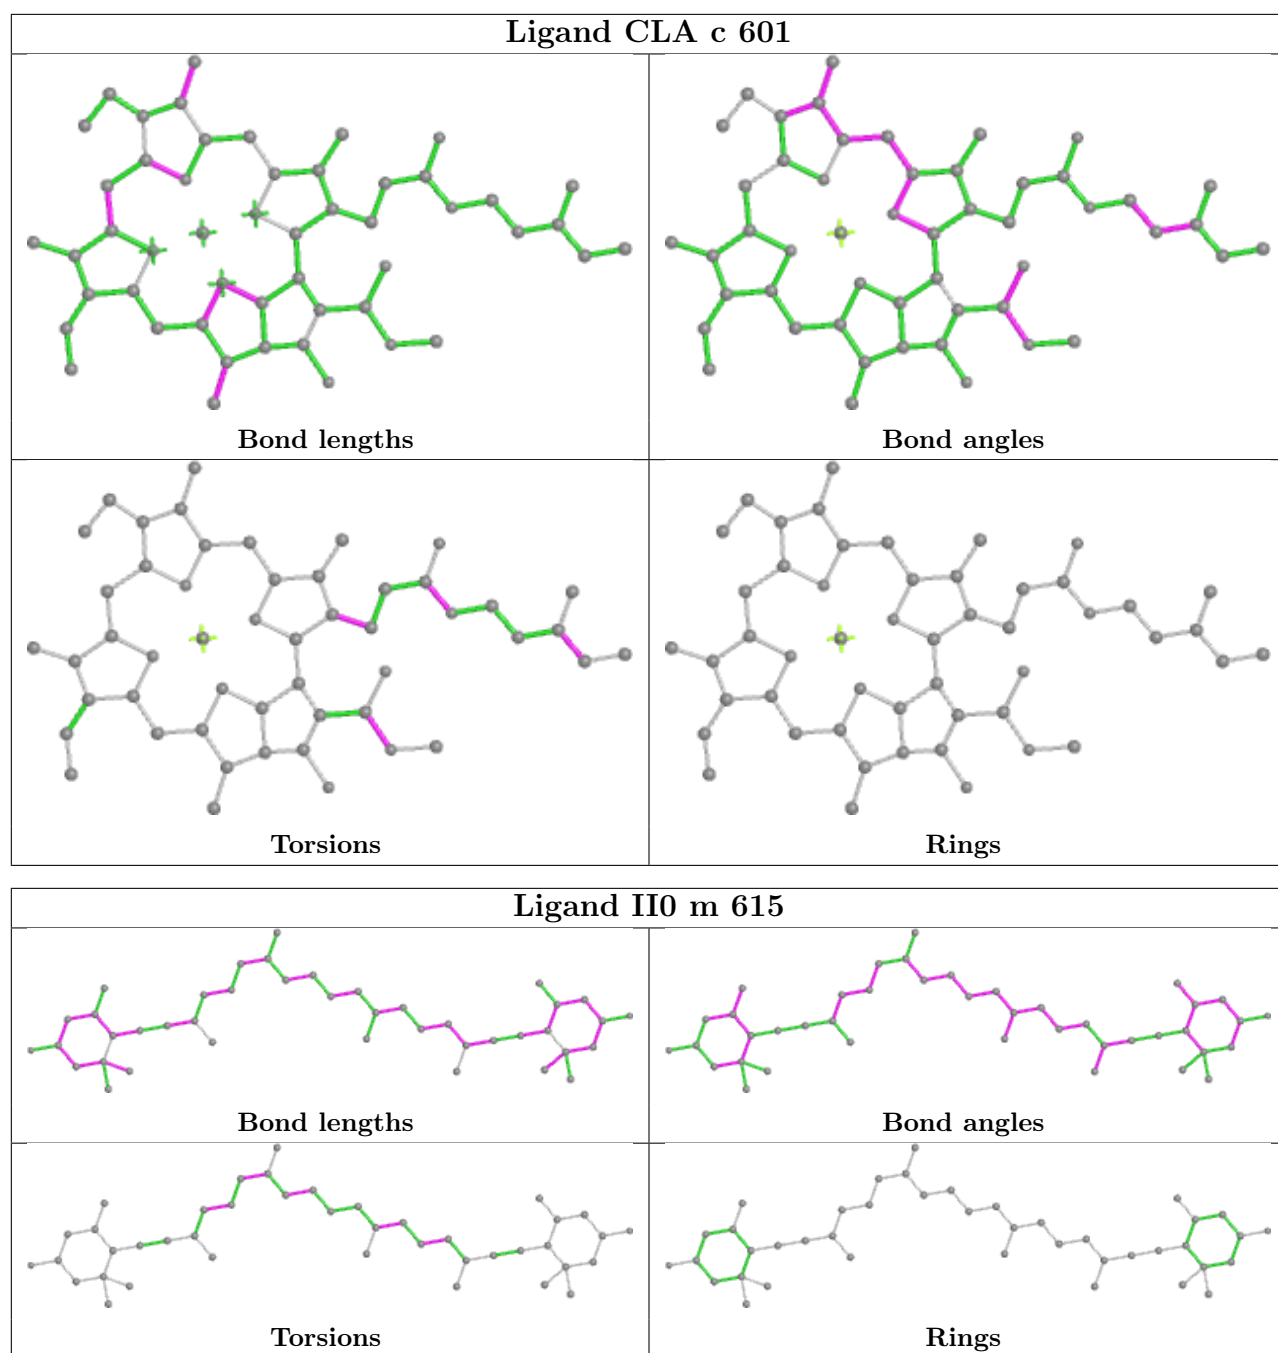 Ligand CLA c 601
Bond lengths
Bond angles
Torsions
Rings
Ligand II0 m 615
Bond lengths
Bond angles
Torsions
Rings